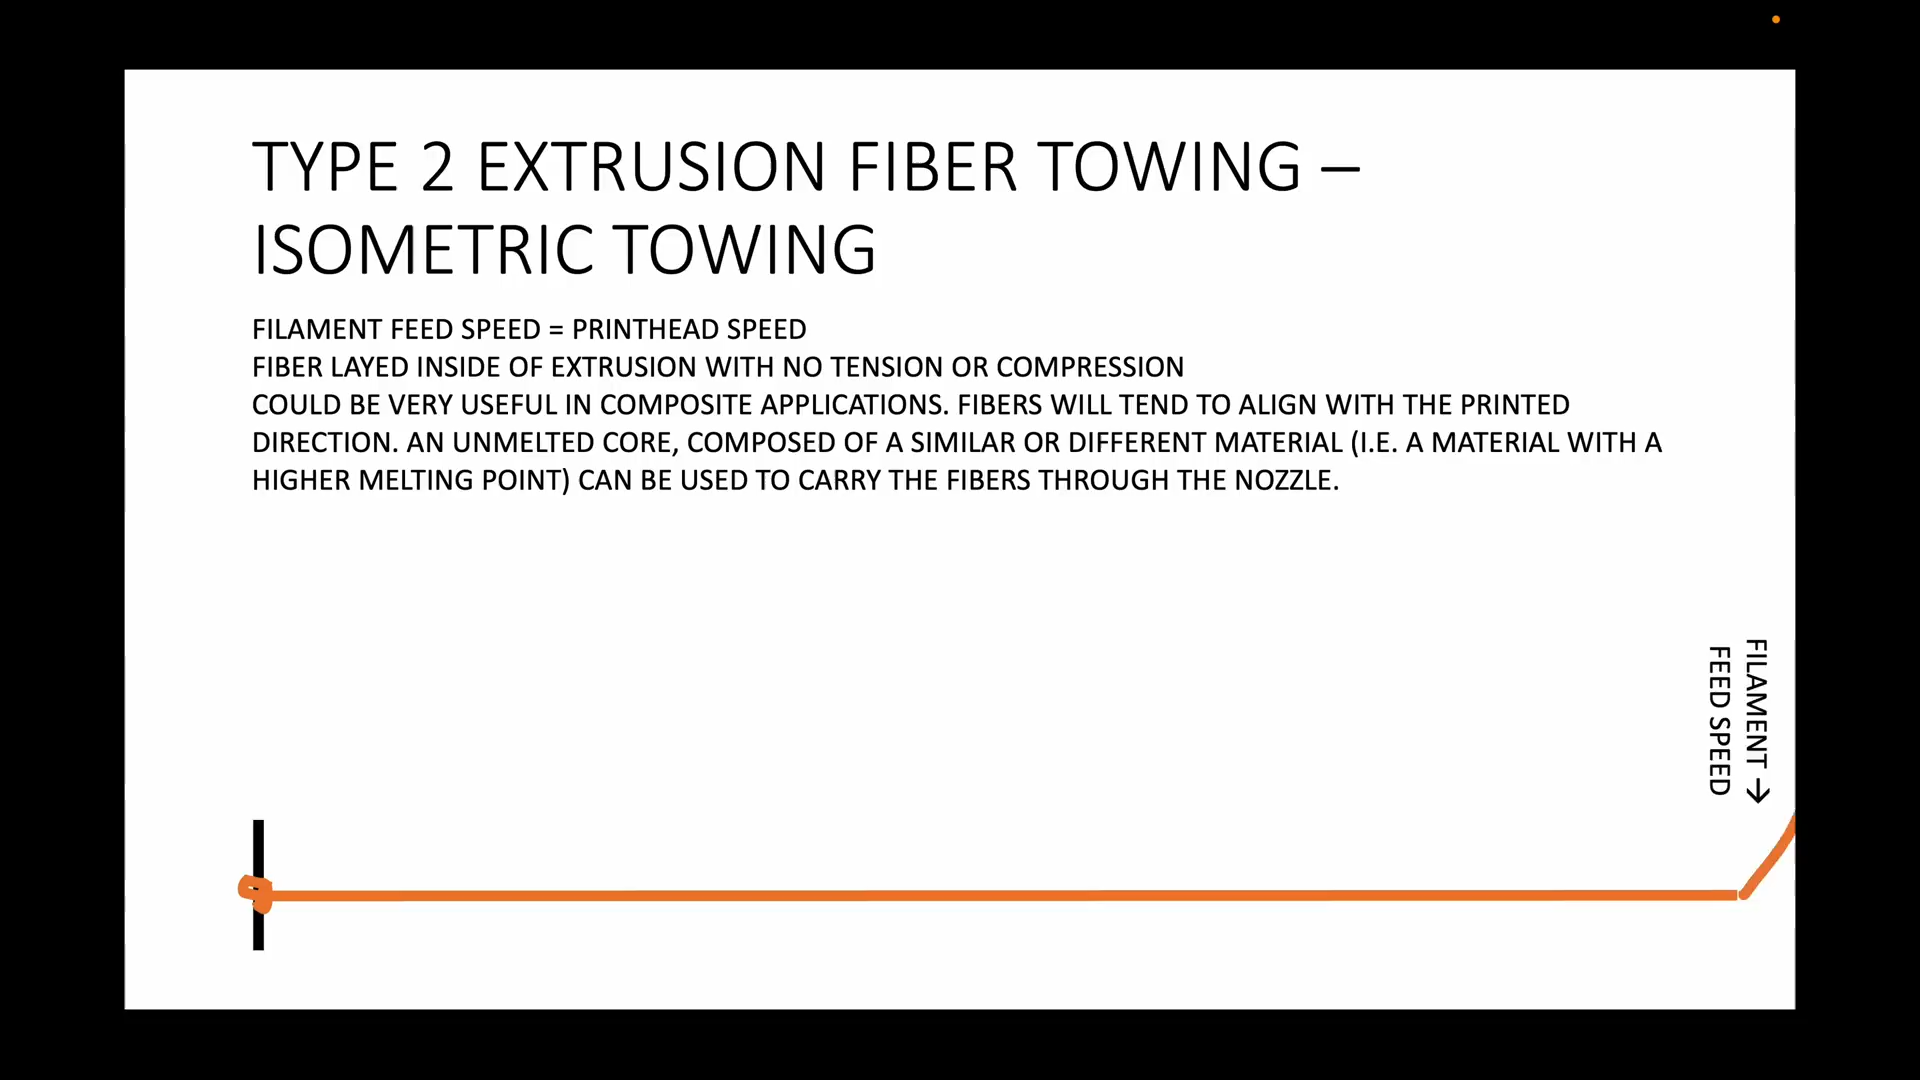 TYPE 2 EXTRUSION FIBER TOWING –
ISOMETRIC TOWING
FILAMENT FEED SPEED = PRINTHEAD SPEED
FIBER LAYED INSIDE OF EXTRUSION WITH NO TENSION OR COMPRESSION
COULD BE VERY USEFUL IN COMPOSITE APPLICATIONS. FIBERS WILL TEND TO ALIGN WITH THE PRINTED
DIRECTION. AN UNMELTED CORE, COMPOSED OF A SIMILAR OR DIFFERENT MATERIAL (I.E. A MATERIAL WITH A
HIGHER MELTING POINT) CAN BE USED TO CARRY THE FIBERS THROUGH THE NOZZLE.
FILAMENT →
FEED SPEED